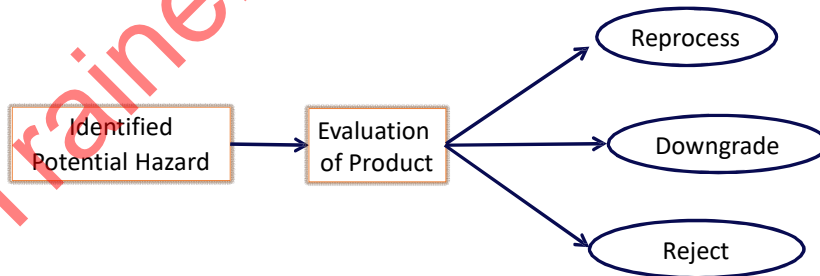 Reprocess
Identified
Potential Hazard
Evaluation
of Product
Downgrade
Reject